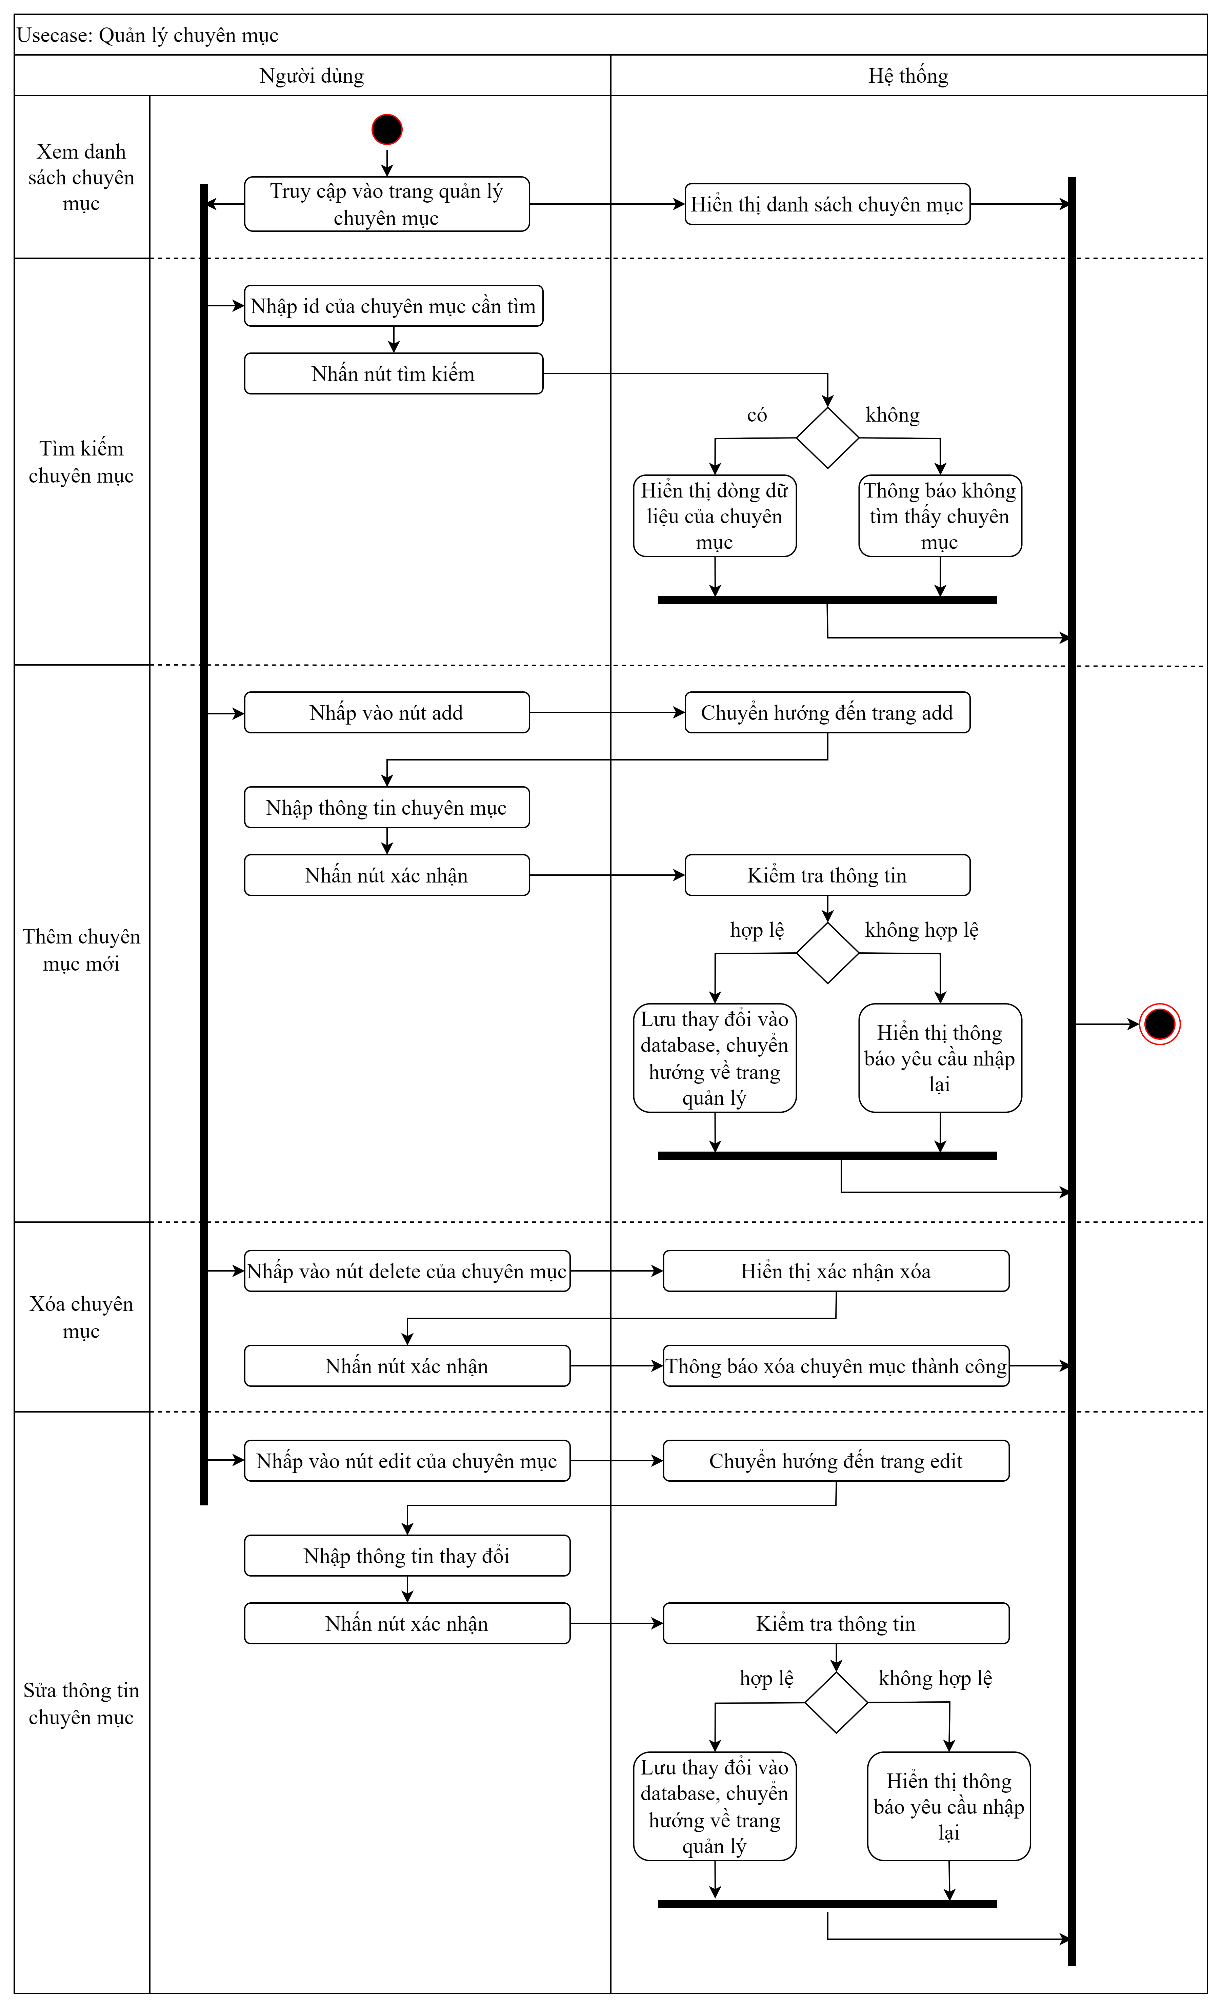 Usecase: Quản lý chuyên mục
Người dùng
Hệ thống
Xem danh
sách chuyên
mục
Truy cập vào trang quản lý
chuyên mục
Hiển thị danh sách chuyên mục
Tìm kiếm
chuyên mục
Nhập id của chuyên mục cần tìm
Nhấn nút tìm kiếm
có
không
Hiển thị dòng dữ
liệu của chuyên
mục
Thông báo không
tìm thấy chuyên
mục
Thêm chuyên
mục mới
Nhấp vào nút add
Chuyển hướng đến trang add
Nhập thông tin chuyên mục
Nhấn nút xác nhận
Kiểm tra thông tin
hợp lệ
không hợp lệ
Lưu thay đổi vào
database, chuyển
hướng về trang
quản lý
Hiển thị thông
báo yêu cầu nhập
lại
Xóa chuyên
mục
Nhấp vào nút delete của chuyên mục
Hiển thị xác nhận xóa
Nhấn nút xác nhận
Thông báo xóa chuyên mục thành công
Sửa thông tin
chuyên mục
Nhấp vào nút edit của chuyên mục
Chuyển hướng đến trang edit
Nhập thông tin thay đổi
Nhấn nút xác nhận
Kiểm tra thông tin
hợp lệ
không hợp lệ
Lưu thay đổi vào
database, chuyển
hướng về trang
quản lý
Hiển thị thông
báo yêu cầu nhập
lại